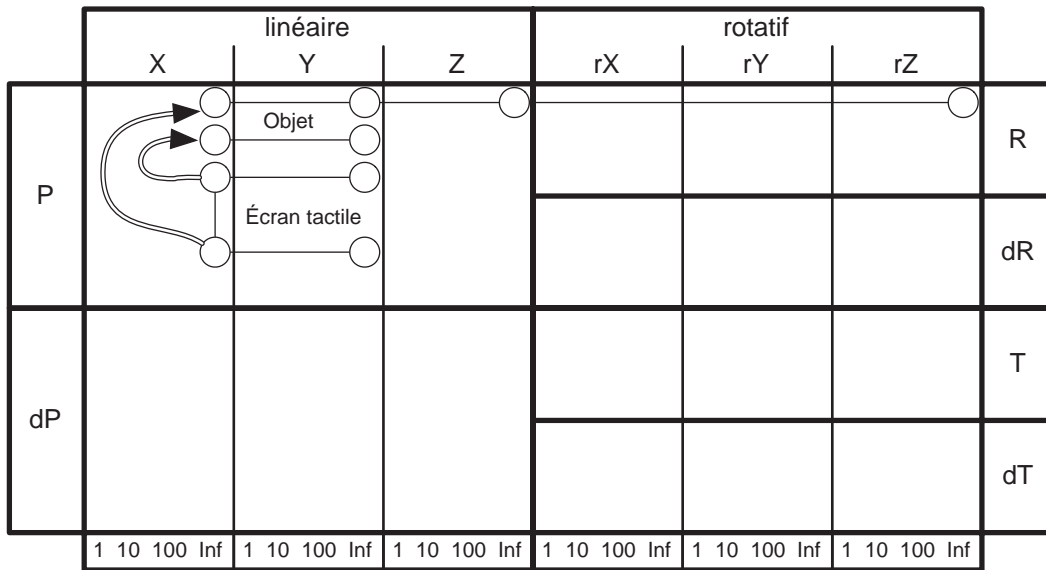 linéaire rotatif
X Y Z rX rY rZ
Objet
R
P
Écran tactile
dR
T
dP
dT
1 10 100 Inf 1 10 100 Inf 1 10 100 Inf 1 10 100 Inf 1 10 100 Inf 1 10 100 Inf